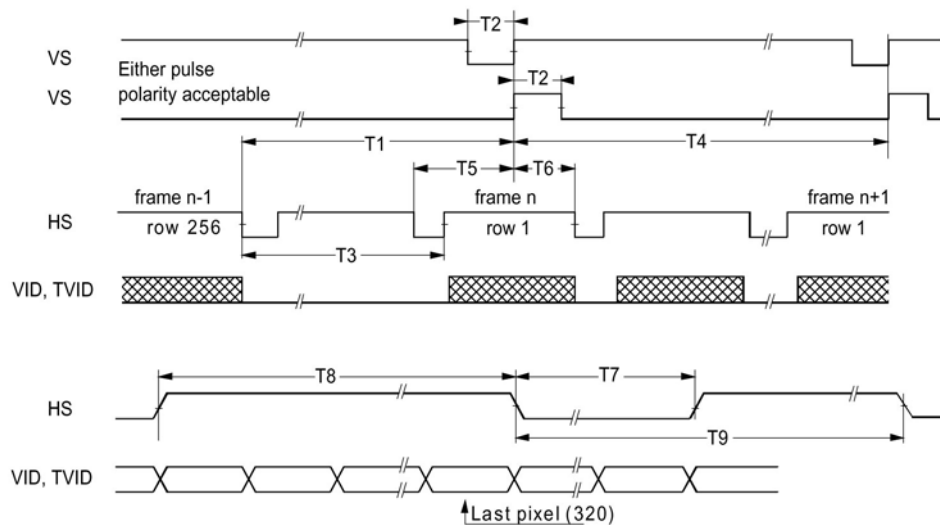 T2
VS
Either pulse
T2
VS
polarity acceptable
T1
T4
T5
T6
frame n-1
frame n
frame n+1
HS
row 256
row 1
row 1
T3
VID, TVID
T8
T7
HS
T9
VID, TVID
Last pixel (320)